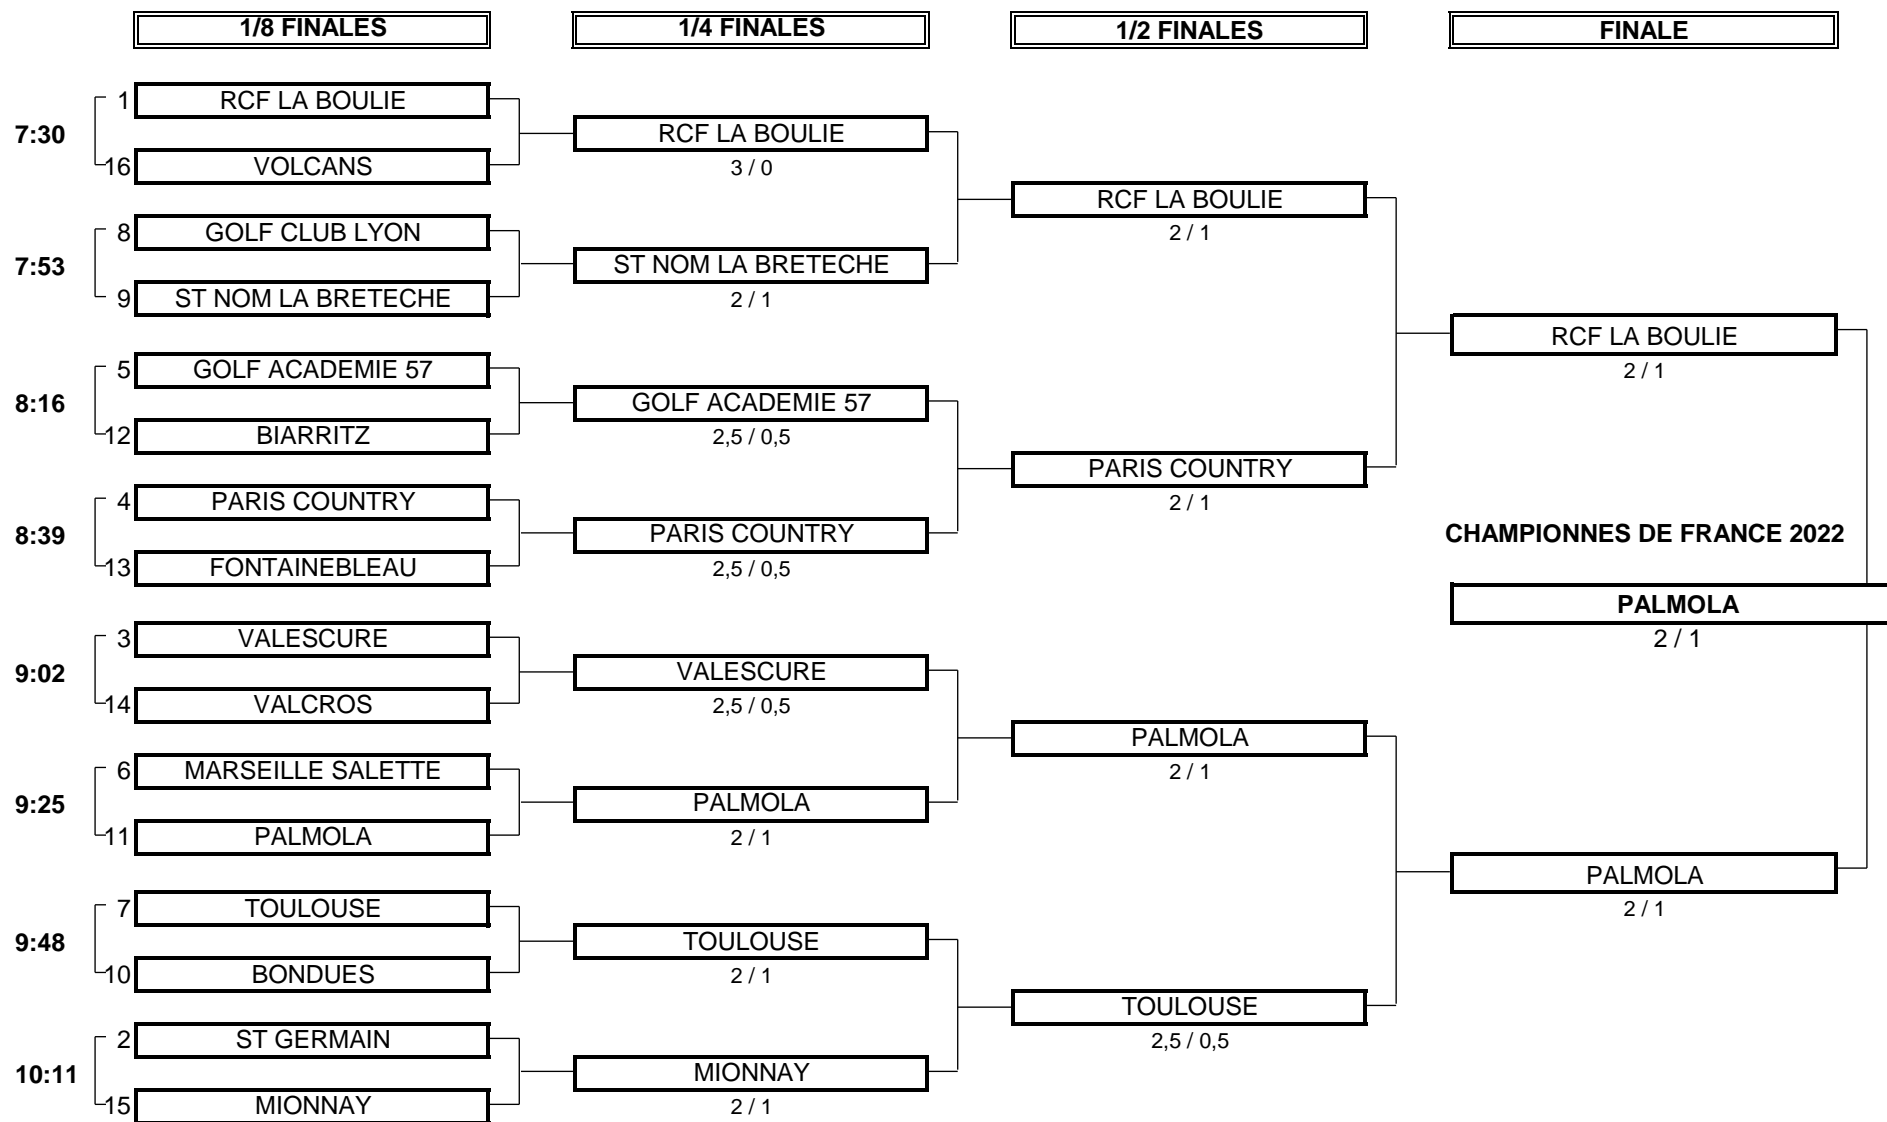 1/8 FINALES
1/4 FINALES
1/2 FINALES
FINALE
7:30
1 RCF LA BOULIE
16 VOLCANS
7:53
8 GOLF CLUB LYON
9 ST NOM LA BRETECHE
8:16
5 GOLF ACADEMIE 57
12 BIARRITZ
8:39
4 PARIS COUNTRY
13 FONTAINEBLEAU
9:02
3 VALESCURE
14 VALCROS
9:25
6 MARSEILLE SALETTE
11 PALMOLA
9:48
7 TOULOUSE
10 BONDUES
10:11
2 ST GERMAIN
15 MIONNAY
RCF LA BOULIE
3 / 0
ST NOM LA BRETECHE
2 / 1
GOLF ACADEMIE 57
2,5 / 0,5
PARIS COUNTRY
2,5 / 0,5
VALESCURE
2,5 / 0,5
PALMOLA
2 / 1
TOULOUSE
2 / 1
MIONNAY
2 / 1
RCF LA BOULIE
2 / 1
PARIS COUNTRY
2 / 1
PALMOLA
2 / 1
TOULOUSE
2,5 / 0,5
RCF LA BOULIE
2 / 1
CHAMPIONNES DE FRANCE 2022
PALMOLA
2 / 1
PALMOLA
2 / 1